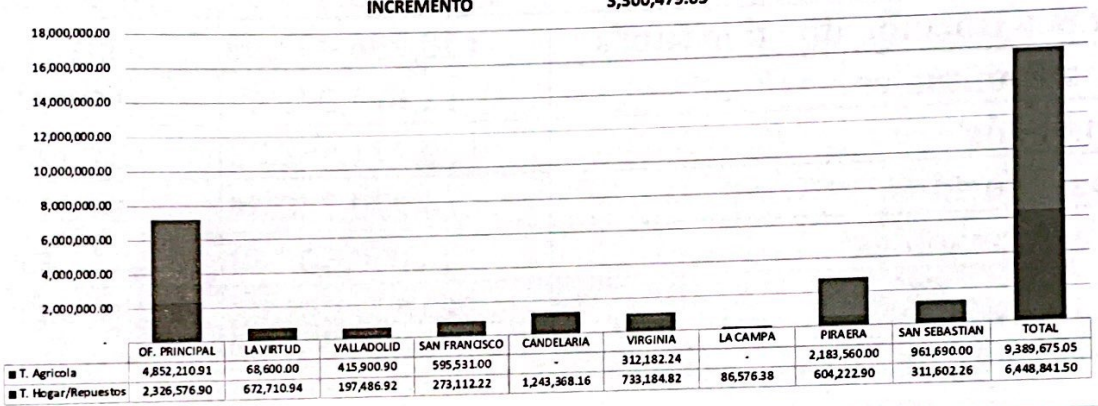 INCREMENTO 3,500,475.05
18,000,000.00
16,000,000.00
14,000,000.00
12,000,000.00
10,000,000.00
8,000,000.00
6,000,000.00
4,000,000.00
2,000,000.00
-
OF. PRINCIPAL LA VIRTUD VALLADOLID SAN FRANCISCO CANDELARIA VIRGINIA LA CAMPA PIRAERA SAN SEBASTIAN TOTAL
T. Agricola 4,852,210.91 68,600.00 415,900.90 595,531.00 - 312,182.24 - 2,183,560.00 961,690.00 9,389,675.05
T. Hogar/Repuestos 2,326,576.90 672,710.94 197,486.92 273,112.22 1,243,368.16 733,184.82 86,576.38 604,222.90 311,602.26 6,448,841.50